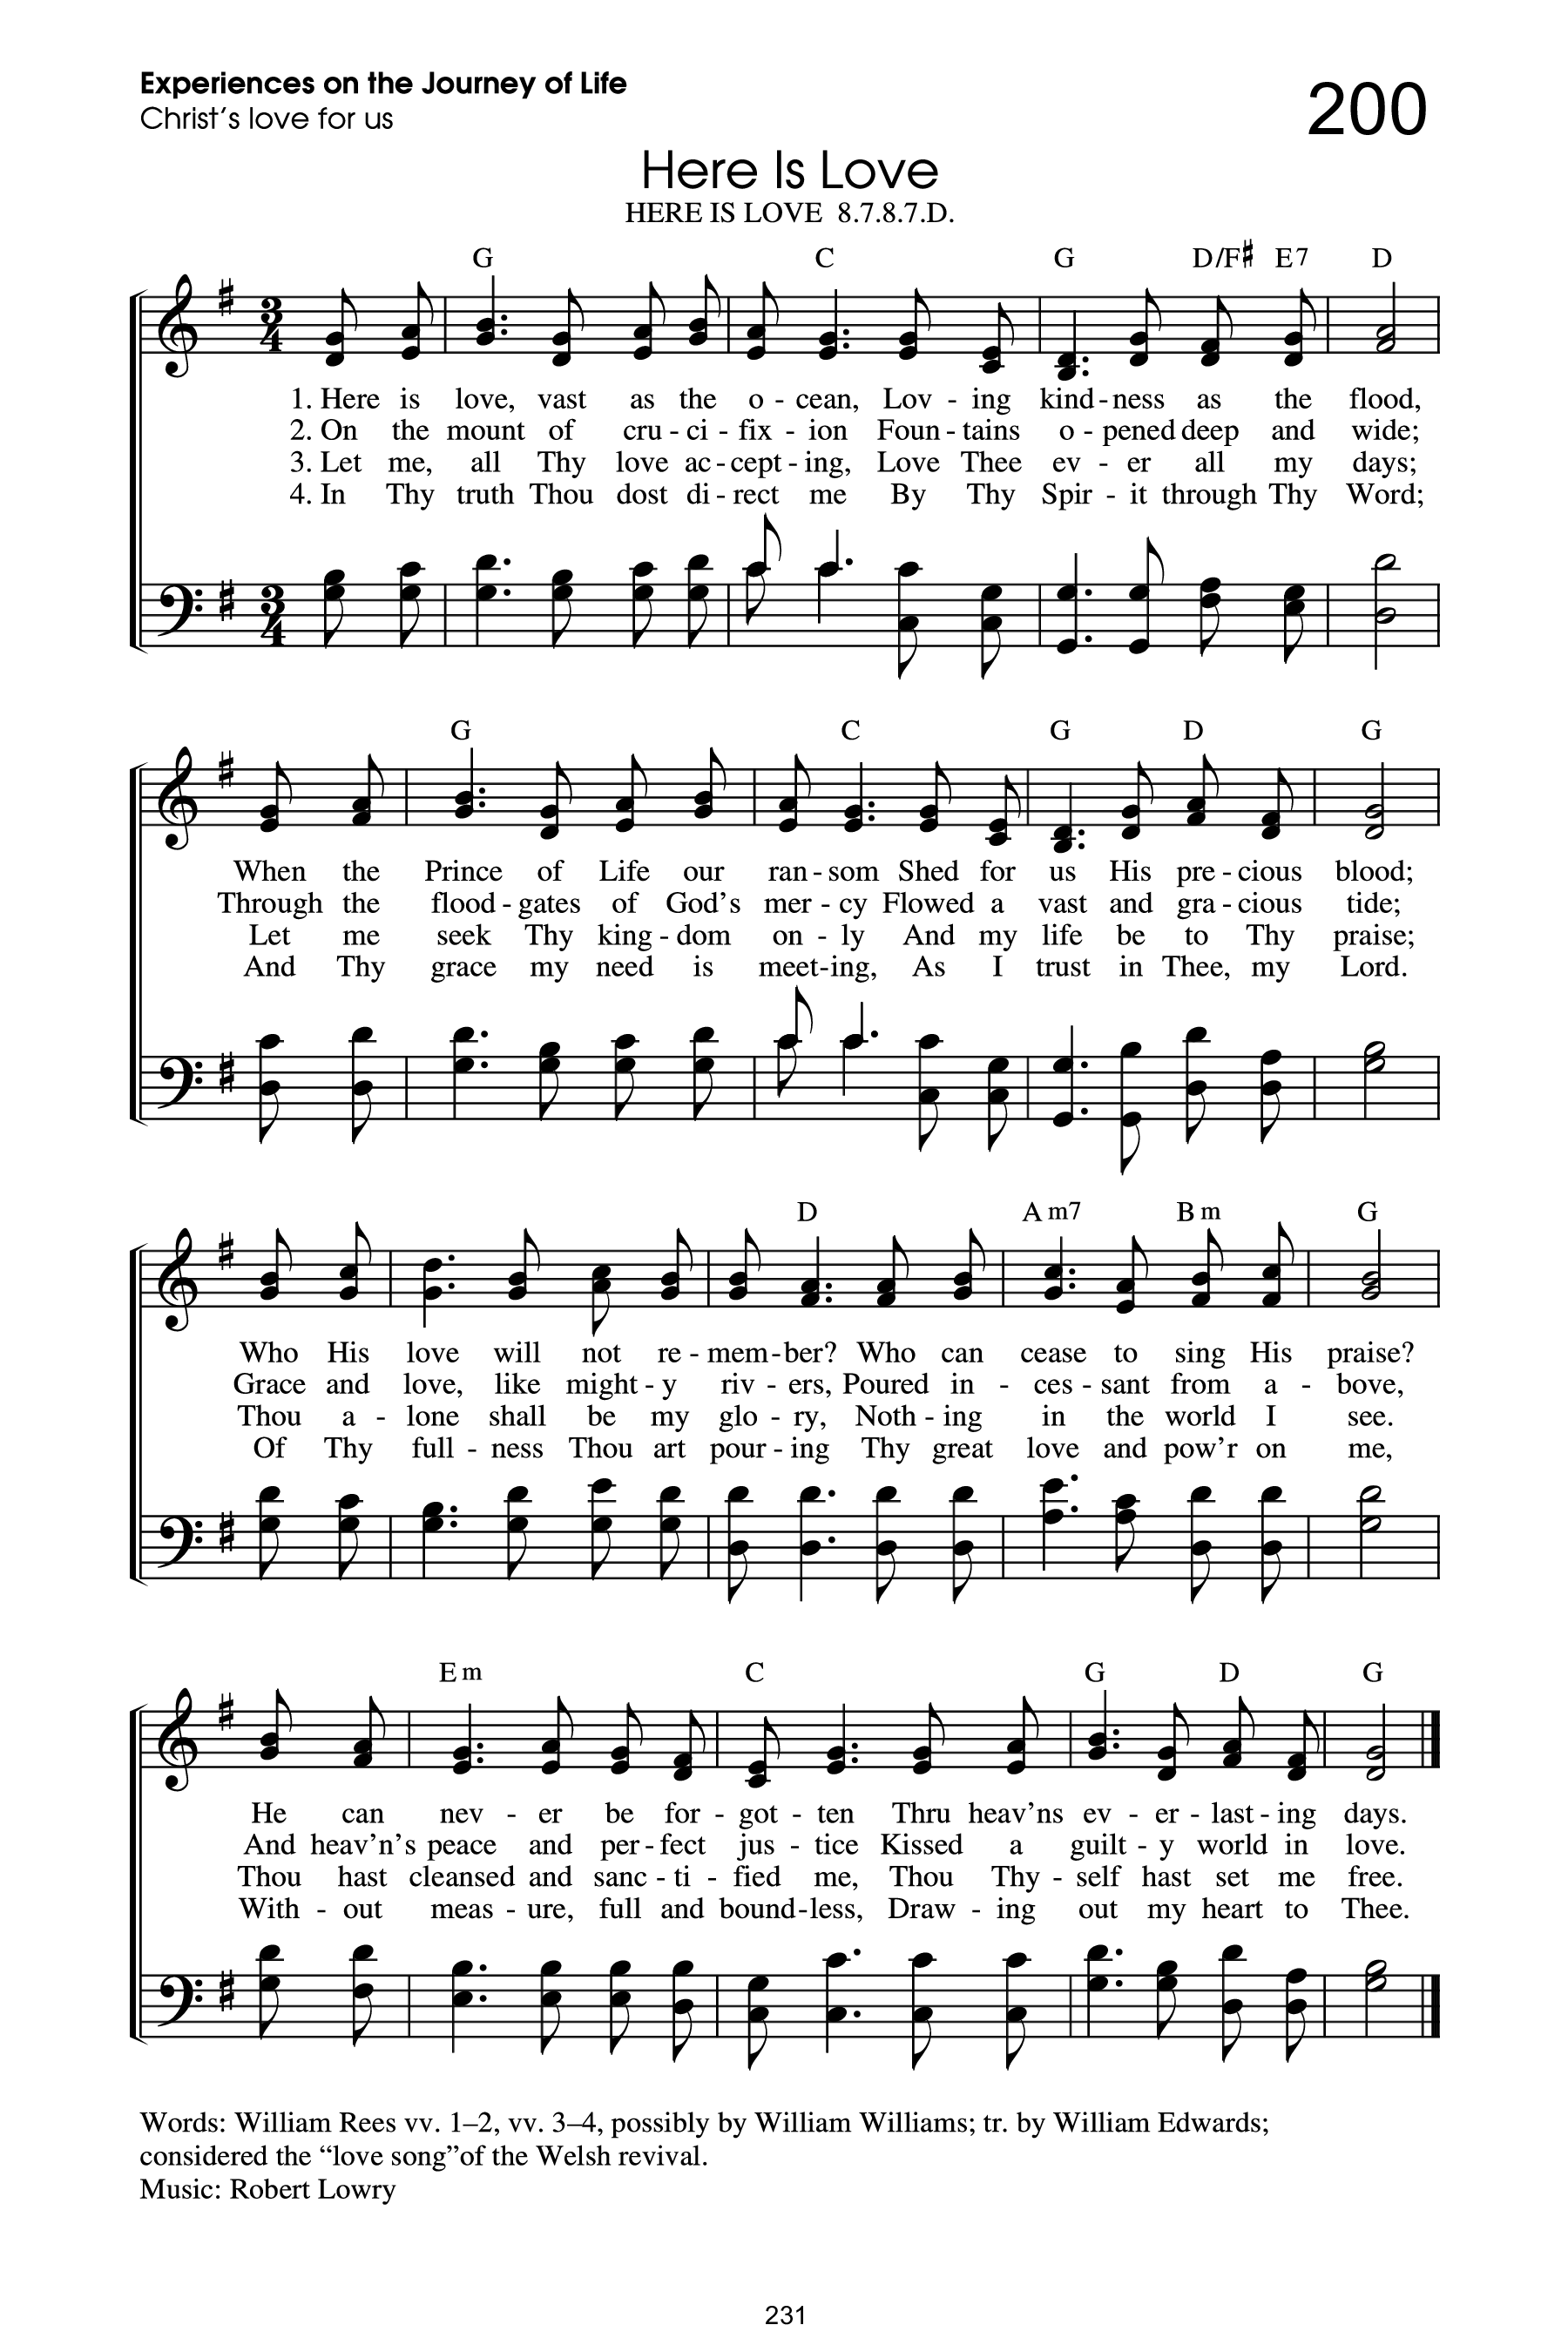 Experiences on the Journey of Life
Christ's love for us
200
Here Is Love
HERE IS LOVE 8.7.8.7.D.
G C G D/F♯ E7 D
3 4
1. Here is love, vast as the o - cean, Lov - ing kind - ness as the flood,
2. On the mount of cru - ci - fix - ion Foun - tains o - pened deep and wide;
3. Let me, all Thy love ac - cept - ing, Love Thee ev - er all my days;
4. In Thy truth Thou dost di - rect me By Thy Spir - it through Thy Word;
3 4
G C G D G
When the Prince of Life our ran - som Shed for us His pre - cious blood;
Through the flood - gates of God's mer - cy Flowed a vast and gra - cious tide;
Let me seek Thy king - dom on - ly And my life be to Thy praise;
And Thy grace my need is meet - ing, As I trust in Thee, my Lord.
D Am7 Bm G
Who His love will not re - mem - ber? Who can cease to sing His praise?
Grace and love, like might - y riv - ers, Poured in - ces - sant from a - bove,
Thou a - lone shall be my glo - ry, Noth - ing in the world I see.
Of Thy full - ness Thou art pour - ing Thy great love and pow'r on me,
Em C G D G
He can nev - er be for - got - ten Thru heav'ns ev - er - last - ing days.
And heav'n's peace and per - fect jus - tice Kissed a guilt - y world in love.
Thou hast cleansed and sanc - ti - fied me, Thou Thy - self hast set me free.
With - out meas - ure, full and bound - less, Draw - ing out my heart to Thee.
Words: William Rees vv. 1–2, vv. 3–4, possibly by William Williams; tr. by William Edwards;
considered the “love song”of the Welsh revival.
Music: Robert Lowry
231